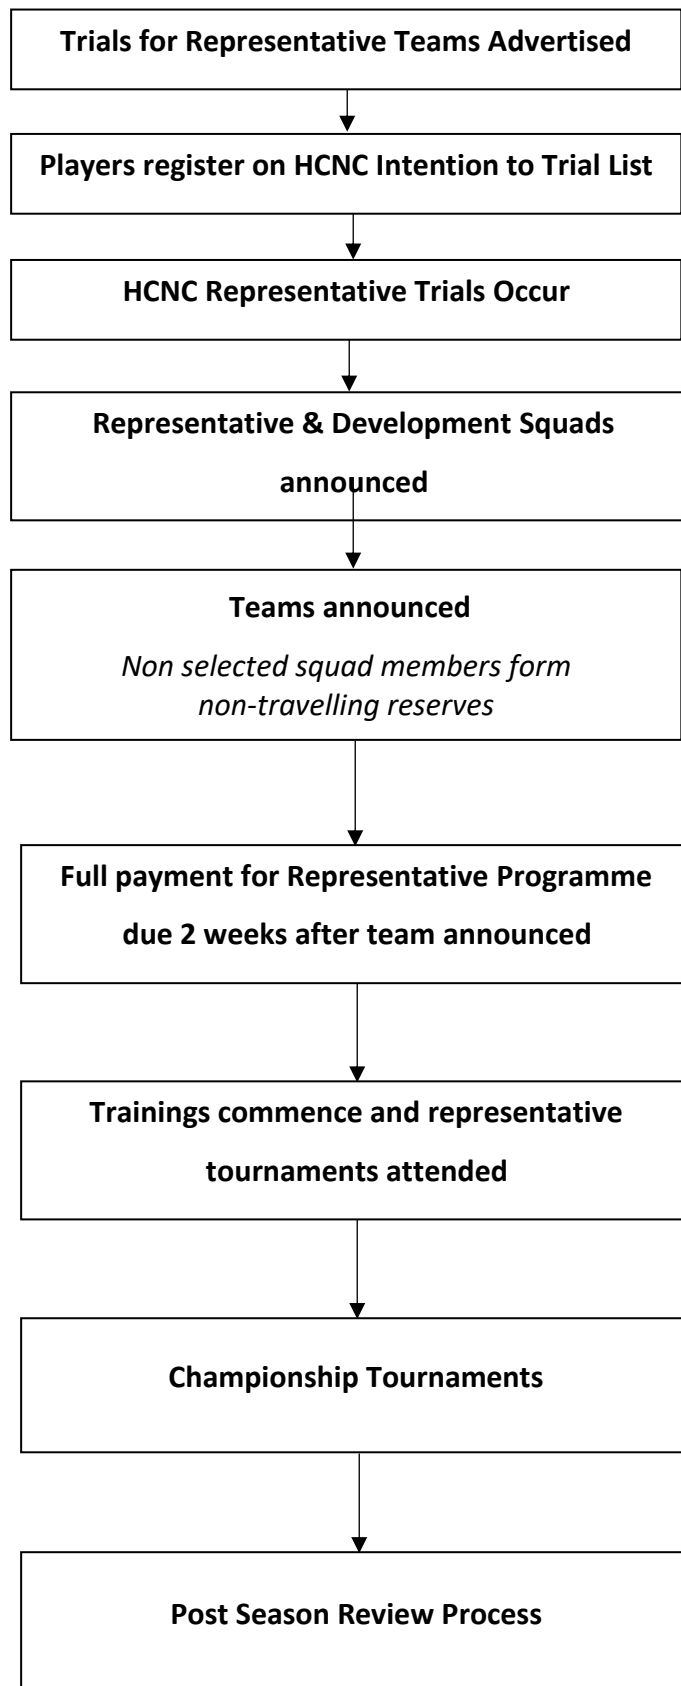 Trials for Representative Teams Advertised
Players register on HCNC Intention to Trial List
HCNC Representative Trials Occur
Representative & Development Squads
announced
Teams announced
Non selected squad members form
non-travelling reserves
Full payment for Representative Programme
due 2 weeks after team announced
Trainings commence and representative
tournaments attended
Championship Tournaments
Post Season Review Process